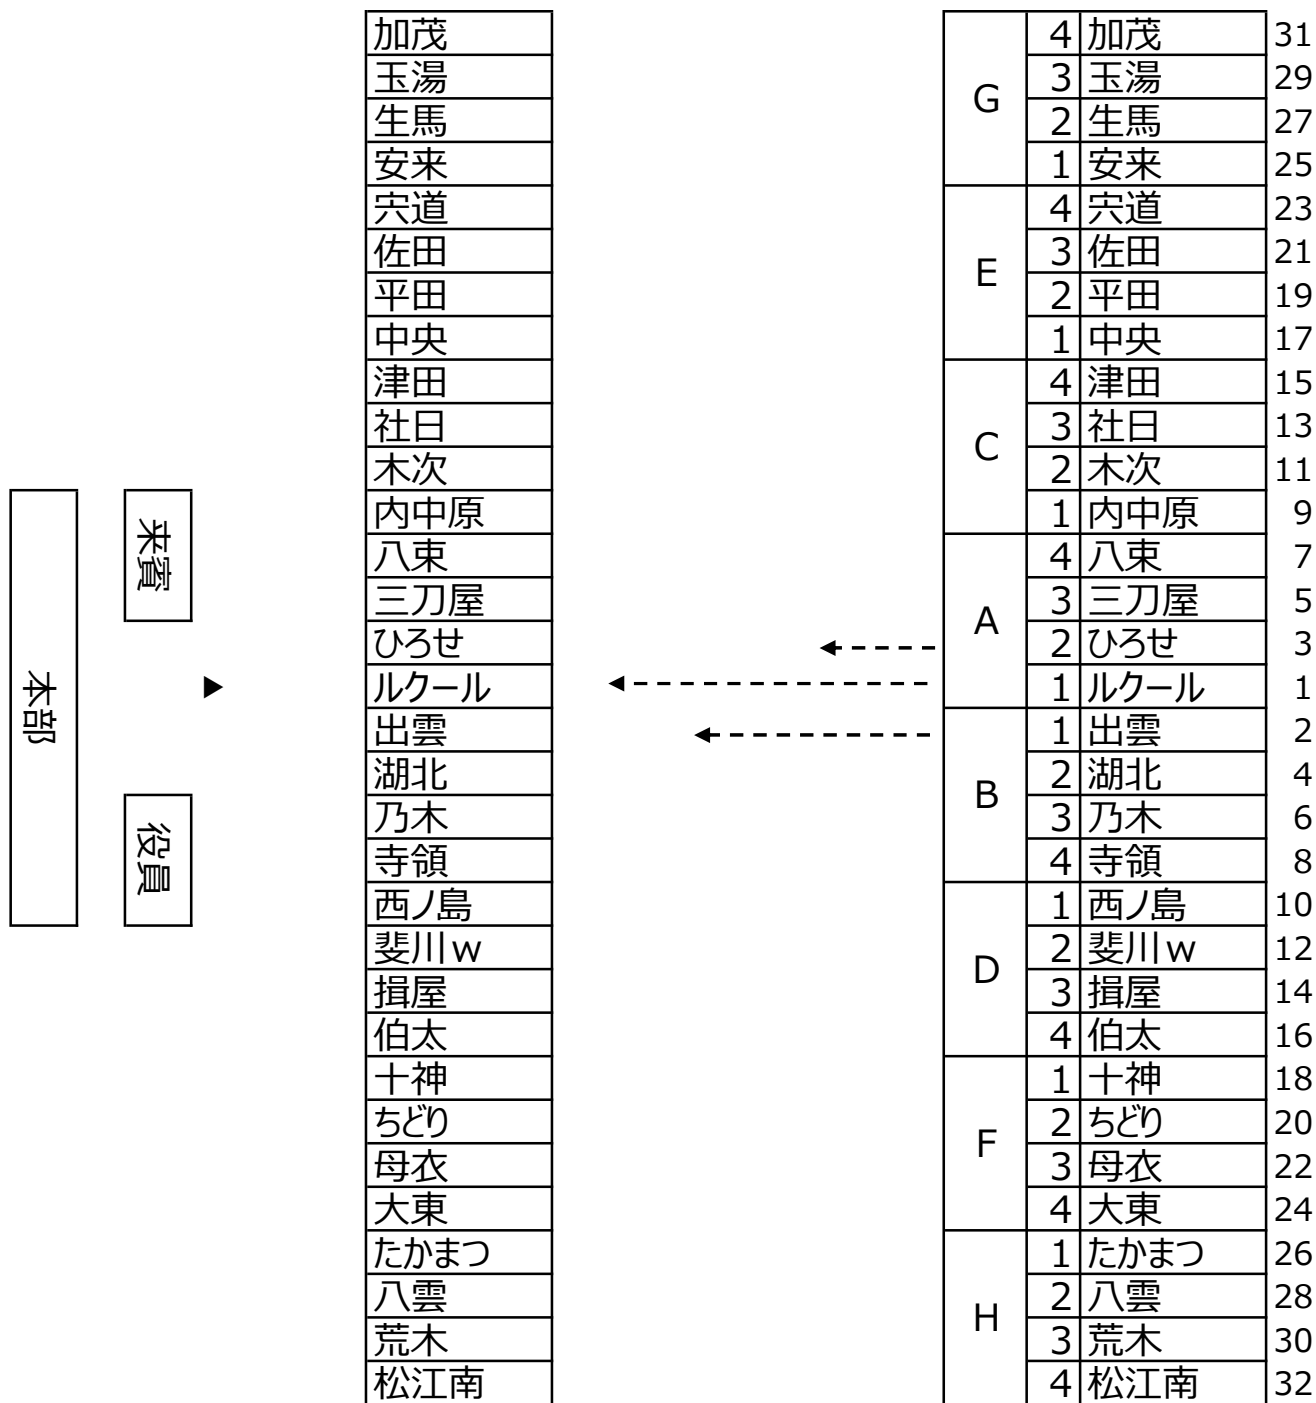 加茂 G 4 加茂 31
玉湯 3 玉湯 29
生馬 2 生馬 27
安来 1 安来 25
宍道 E 4 宍道 23
佐田 3 佐田 21
平田 2 平田 19
中央 1 中央 17
津田 C 4 津田 15
社日 3 社日 13
木次 2 木次 11
内中原 1 内中原 9
来賓
八束 A 4 八束 7
三刀屋 3 三刀屋 5
ひろせ 2 ひろせ 3
本部
ルクール 1 ルクール 1
出雲 B 1 出雲 2
湖北 2 湖北 4
乃木 3 乃木 6
役員
寺領 4 寺領 8
西ノ島 D 1 西ノ島 10
斐川ｗ 2 斐川ｗ 12
揖屋 3 揖屋 14
伯太 4 伯太 16
十神 F 1 十神 18
ちどり 2 ちどり 20
母衣 3 母衣 22
大東 4 大東 24
たかまつ H 1 たかまつ 26
八雲 2 八雲 28
荒木 3 荒木 30
松江南 4 松江南 32